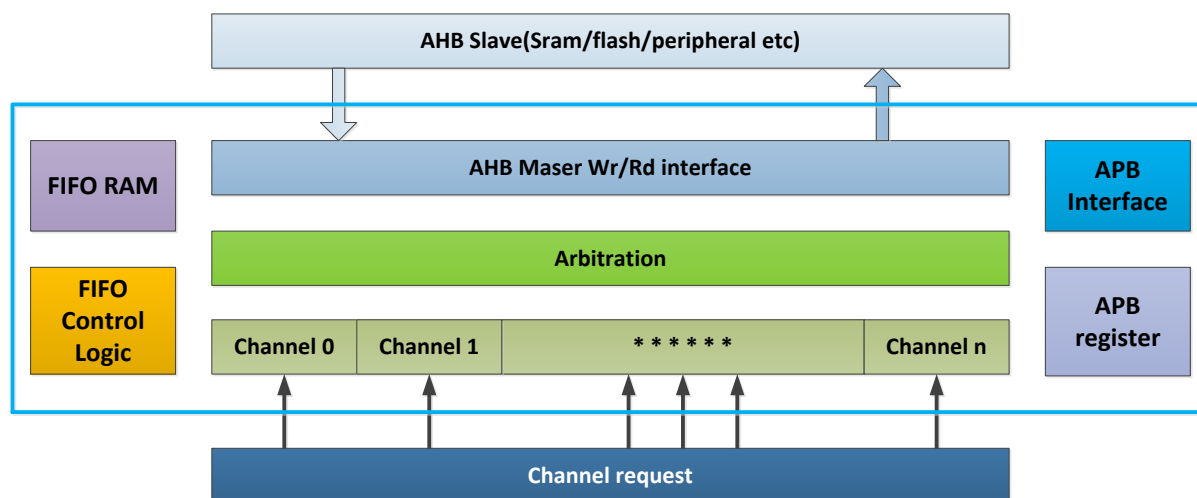 AHB Slave(Sram/flash/peripheral etc)
FIFO RAM
AHB Maser Wr/Rd interface
APB
Interface
Arbitration
FIFO
Control
Logic
APB
register
Channel 0
Channel 1
* * * * * *
Channel n
Channel request